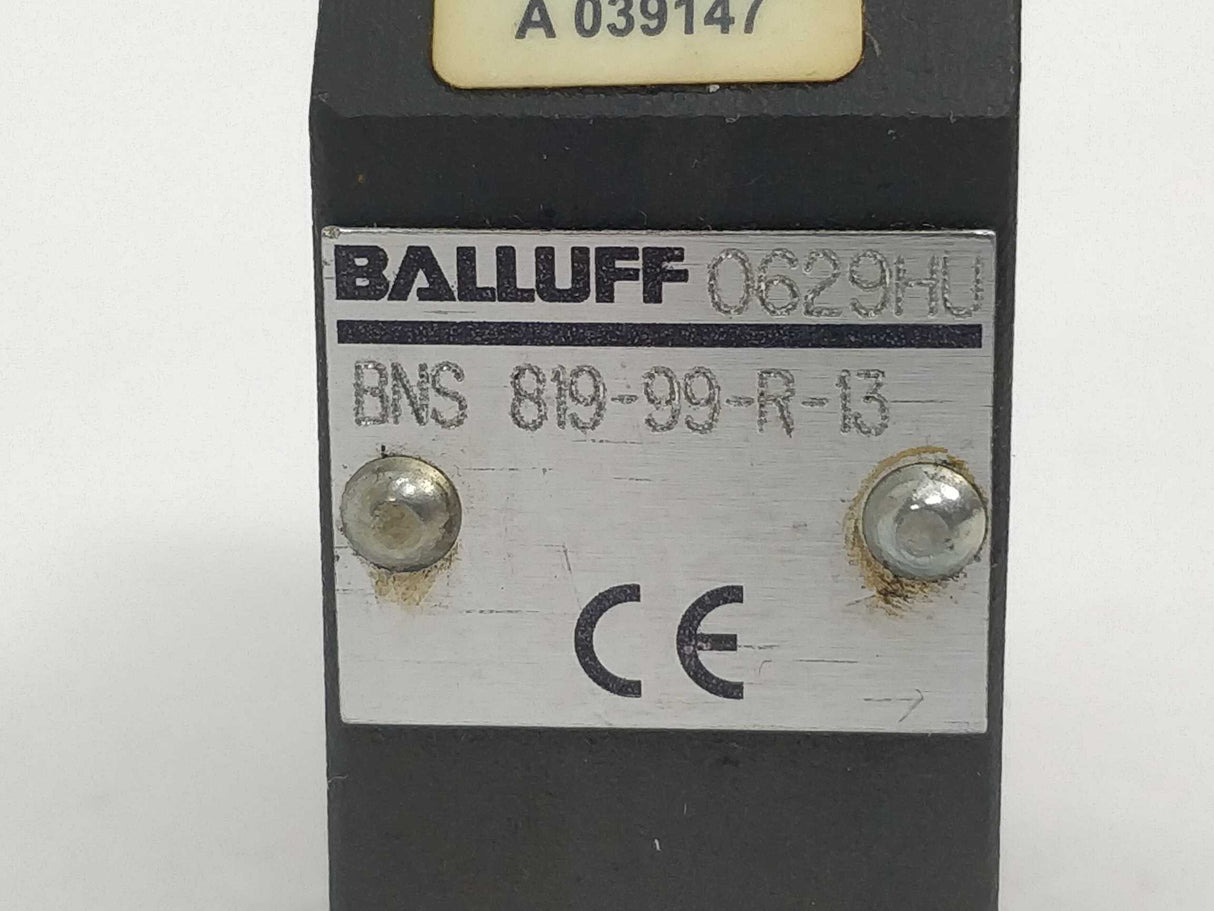 A 039147
BALLUFF 0629HU
BNS 819-99-R-13
CE